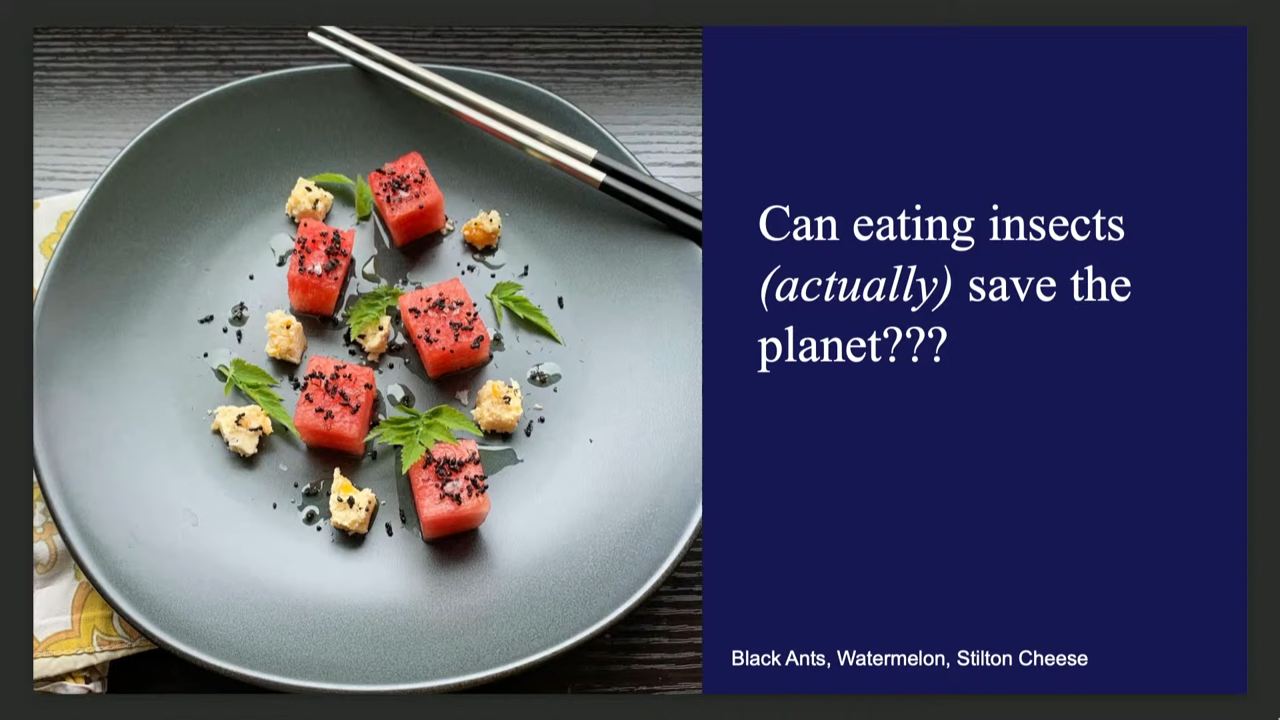 Can eating insects
(actually) save the
planet???
Black Ants, Watermelon, Stilton Cheese